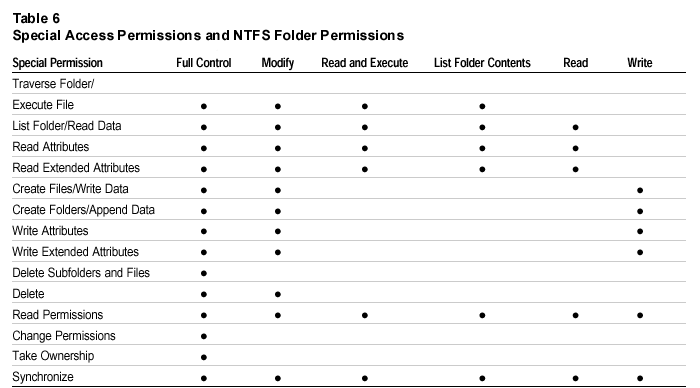 Table 6
Special Access Permissions and NTFS Folder Permissions
Special Permission Full Control Modify Read and Execute List Folder Contents Read Write
Traverse Folder/
Execute File ● ● ● ●
List Folder/Read Data ● ● ● ● ●
Read Attributes ● ● ● ● ●
Read Extended Attributes ● ● ● ● ●
Create Files/Write Data ● ● ●
Create Folders/Append Data ● ● ●
Write Attributes ● ● ●
Write Extended Attributes ● ● ●
Delete Subfolders and Files ●
Delete ● ●
Read Permissions ● ● ● ● ● ●
Change Permissions ●
Take Ownership ●
Synchronize ● ● ● ● ● ●